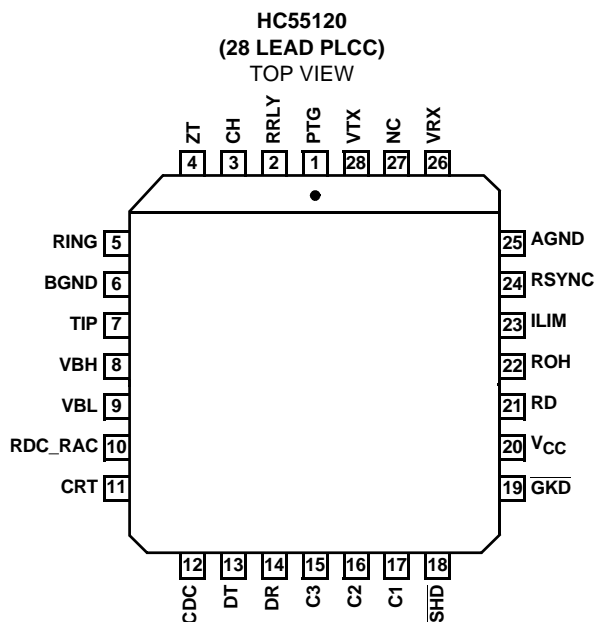 HC55120
(28 LEAD PLCC)
TOP VIEW
ZT
CH
RRLY
PTG
VTX
NC
VRX
4
3
2
1
28
27
26
RING 5
BGND 6
TIP 7
VBH 8
VBL 9
RDC_RAC 10
CRT 11
25 AGND
24 RSYNC
23 ILIM
22 ROH
21 RD
20 VCC
19 GKD
12
13
14
15
16
17
18
CDC
DT
DR
C3
C2
C1
SHD